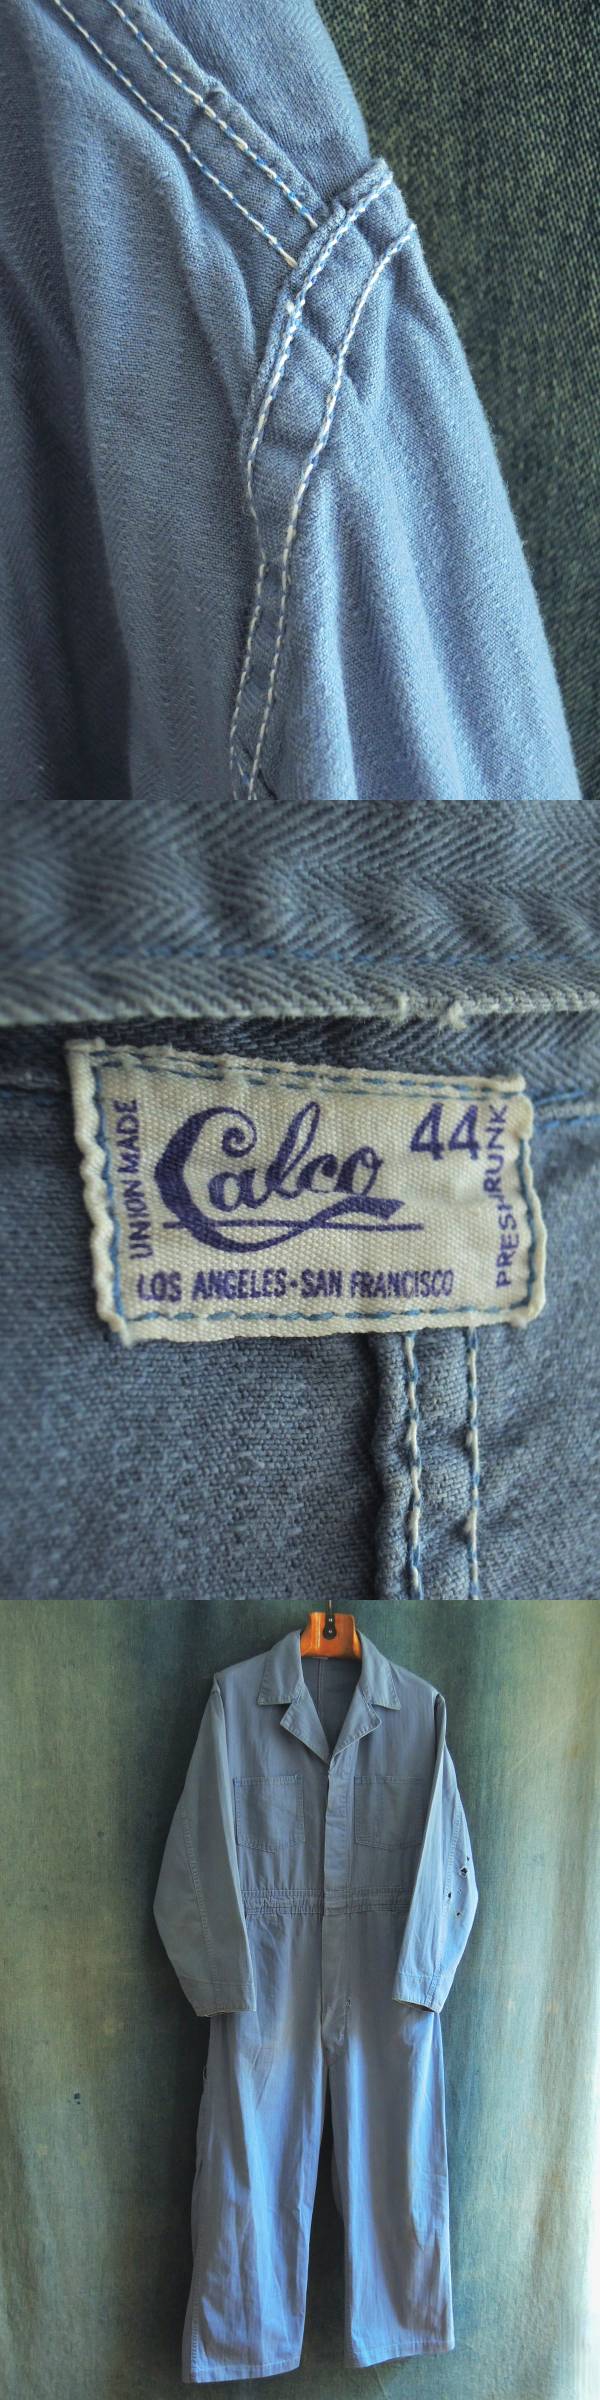 UNION MADE
Calco
44
PRESHRUNK
LOS ANGELES-SAN FRANCISCO